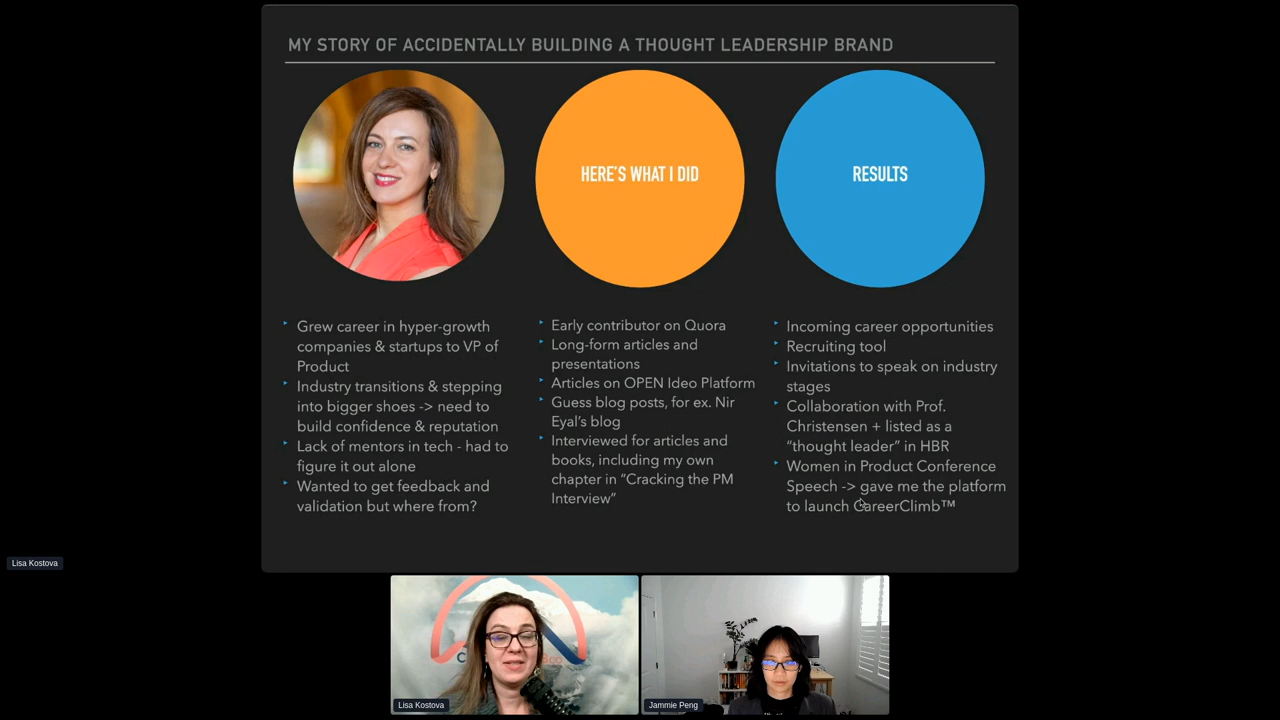 MY STORY OF ACCIDENTALLY BUILDING A THOUGHT LEADERSHIP BRAND
HERE'S WHAT I DID
RESULTS
Grew career in hyper-growth
companies & startups to VP of
Product
Industry transitions & stepping
into bigger shoes -> need to
build confidence & reputation
Lack of mentors in tech - had to
figure it out alone
Wanted to get feedback and
validation but where from?
Early contributor on Quora
Long-form articles and
presentations
Articles on OPEN Ideo Platform
Guess blog posts, for ex. Nir
Eyal's blog
Interviewed for articles and
books, including my own
chapter in "Cracking the PM
Interview"
Incoming career opportunities
Recruiting tool
Invitations to speak on industry
stages
Collaboration with Prof.
Christensen + listed as a
"thought leader" in HBR
Women in Product Conference
Speech -> gave me the platform
to launch CareerClimb™
Lisa Kostova
Lisa Kostova
Jammie Peng